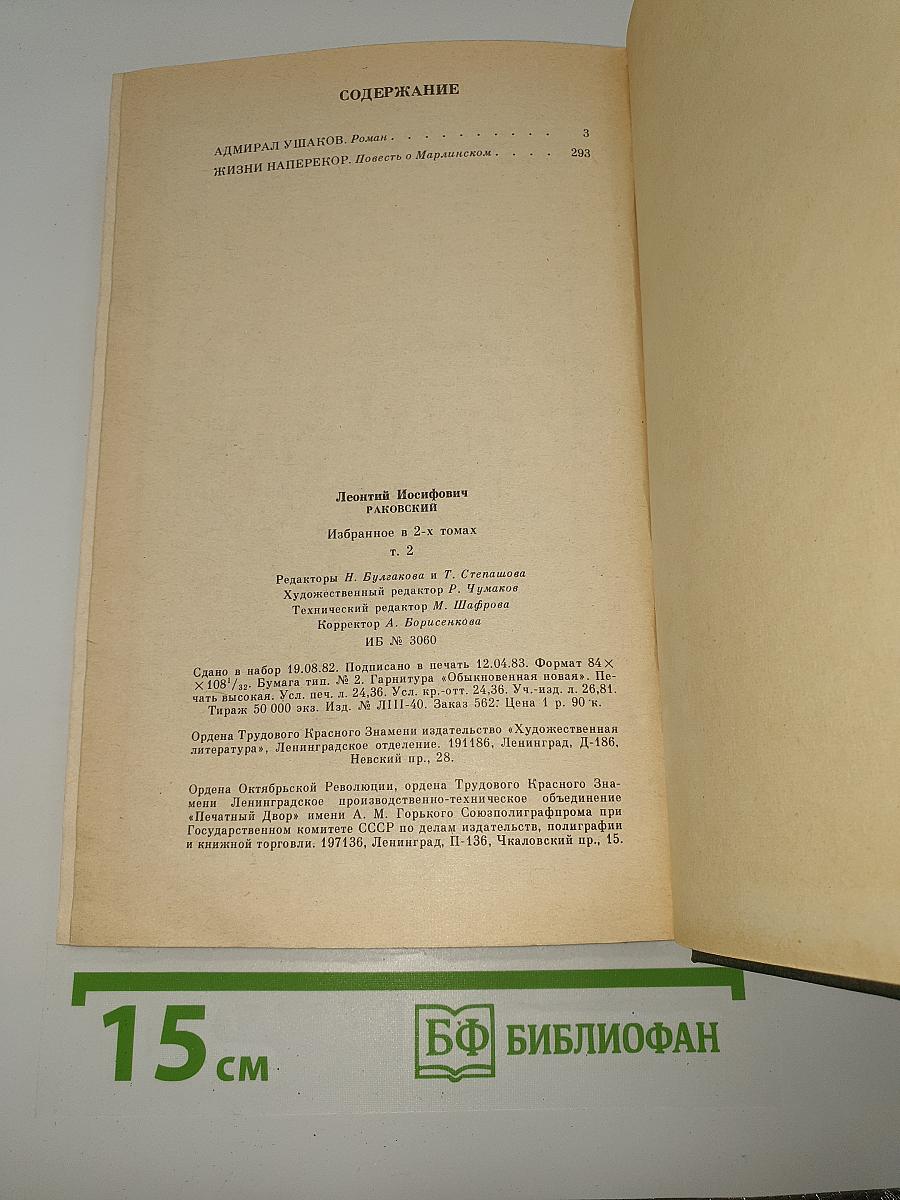 СОДЕРЖАНИЕ
АДМИРАЛ УШАКОВ. Роман . . . . . . . . . . 3
ЖИЗНИ НАПЕРЕКОР. Повесть о Марлинском . . . . 293
Леонтий Иосифович
РАКОВСКИЙ
Избранное в 2-х томах
т. 2
Редакторы Н. Булгакова и Т. Степашова
Художественный редактор Р. Чумаков
Технический редактор М. Шафрова
Корректор А. Борисенкова
ИБ № 3060
Сдано в набор 19.08.82. Подписано в печать 12.04.83. Формат 84×
×108¹/₃₂. Бумага тип. № 2. Гарнитура «Обыкновенная новая». Пе-
чать высокая. Усл. печ. л. 24,36. Усл. кр.-отт. 24,36. Уч.-изд. л. 26,81.
Тираж 50 000 экз. Изд. № ЛIII-40. Заказ 562. Цена 1 р. 90 к.
Ордена Трудового Красного Знамени издательство «Художественная
литература», Ленинградское отделение. 191186, Ленинград, Д-186,
Невский пр., 28.
Ордена Октябрьской Революции, ордена Трудового Красного Зна-
мени Ленинградское производственно-техническое объединение
«Печатный Двор» имени А. М. Горького Союзполиграфпрома при
Государственном комитете СССР по делам издательств, полиграфии
и книжной торговли. 197136, Ленинград, П-136, Чкаловский пр., 15.
15 см
БФ БИБЛИОФАН